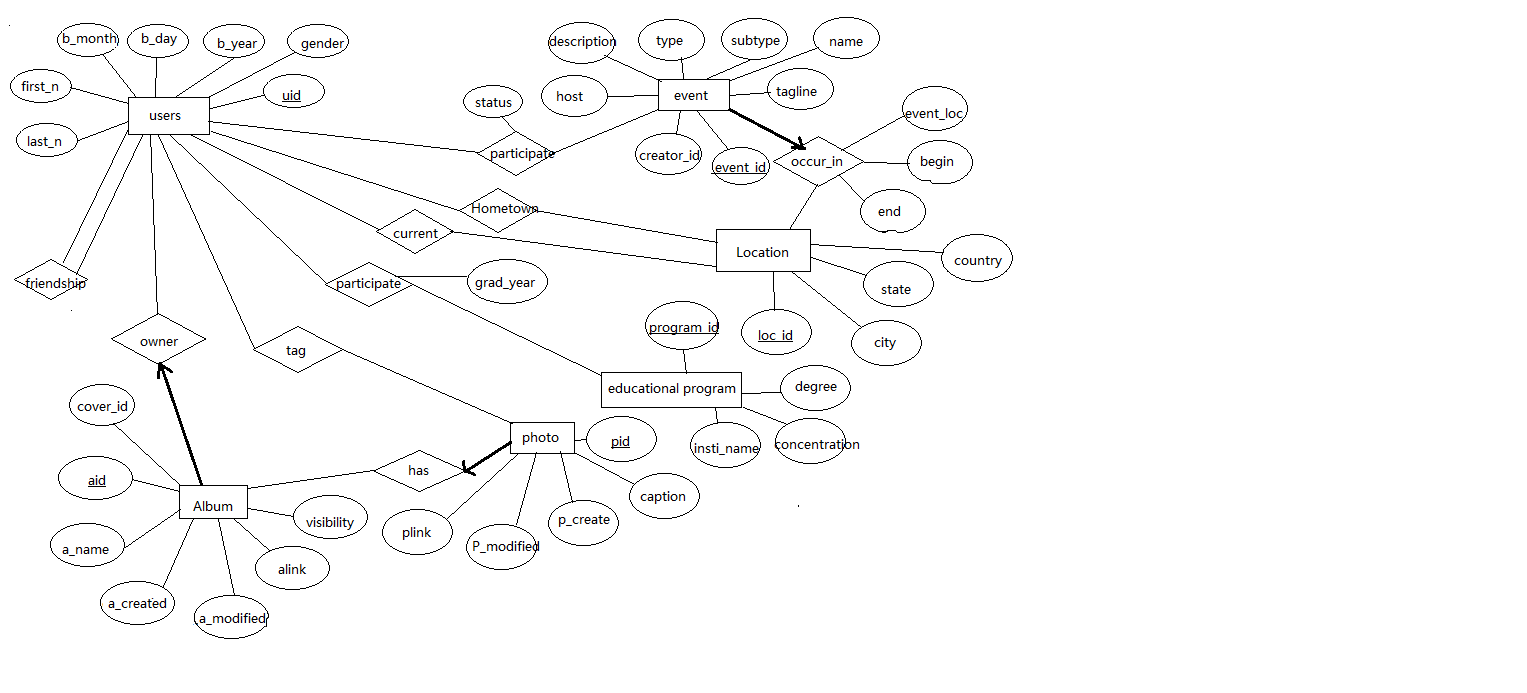 b_month
b_day
b_year
gender
first_n
uid
users
last_n
description
type
subtype
name
host
event
tagline
status
creator_id
event_id
participate
event_loc
occur_in
begin
end
Hometown
current
Location
country
state
friendship
participate
grad_year
program_id
loc_id
city
owner
tag
educational program
degree
insti_name
concentration
cover_id
photo
pid
has
aid
Album
caption
visibility
plink
P_modified
p_create
a_name
alink
a_created
a_modified